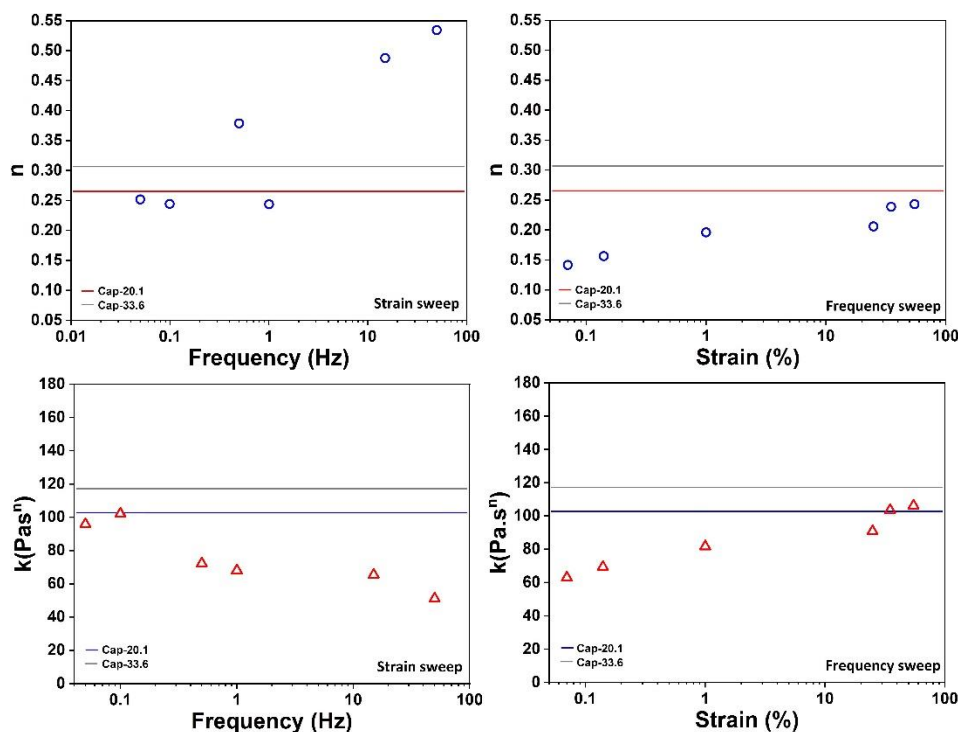 0.55
0.50
0.45
0.40
0.35
0.30
0.25
0.20
0.15
0.10
0.05
n
Cap-20.1
Cap-33.6
Strain sweep
0.01
0.1
1
10
100
Frequency (Hz)
0.55
0.50
0.45
0.40
0.35
0.30
0.25
0.20
0.15
0.10
0.05
n
Cap-20.1
Cap-33.6
Frequency sweep
0.1
1
10
100
Strain (%)
180
160
140
120
100
80
60
40
20
0
k(Pasⁿ)
Cap-20.1
Cap-33.6
Strain sweep
0.1
1
10
100
Frequency (Hz)
180
160
140
120
100
80
60
40
20
0
k(Pa.sⁿ)
Cap-20.1
Cap-33.6
Frequency sweep
0.1
1
10
100
Strain (%)